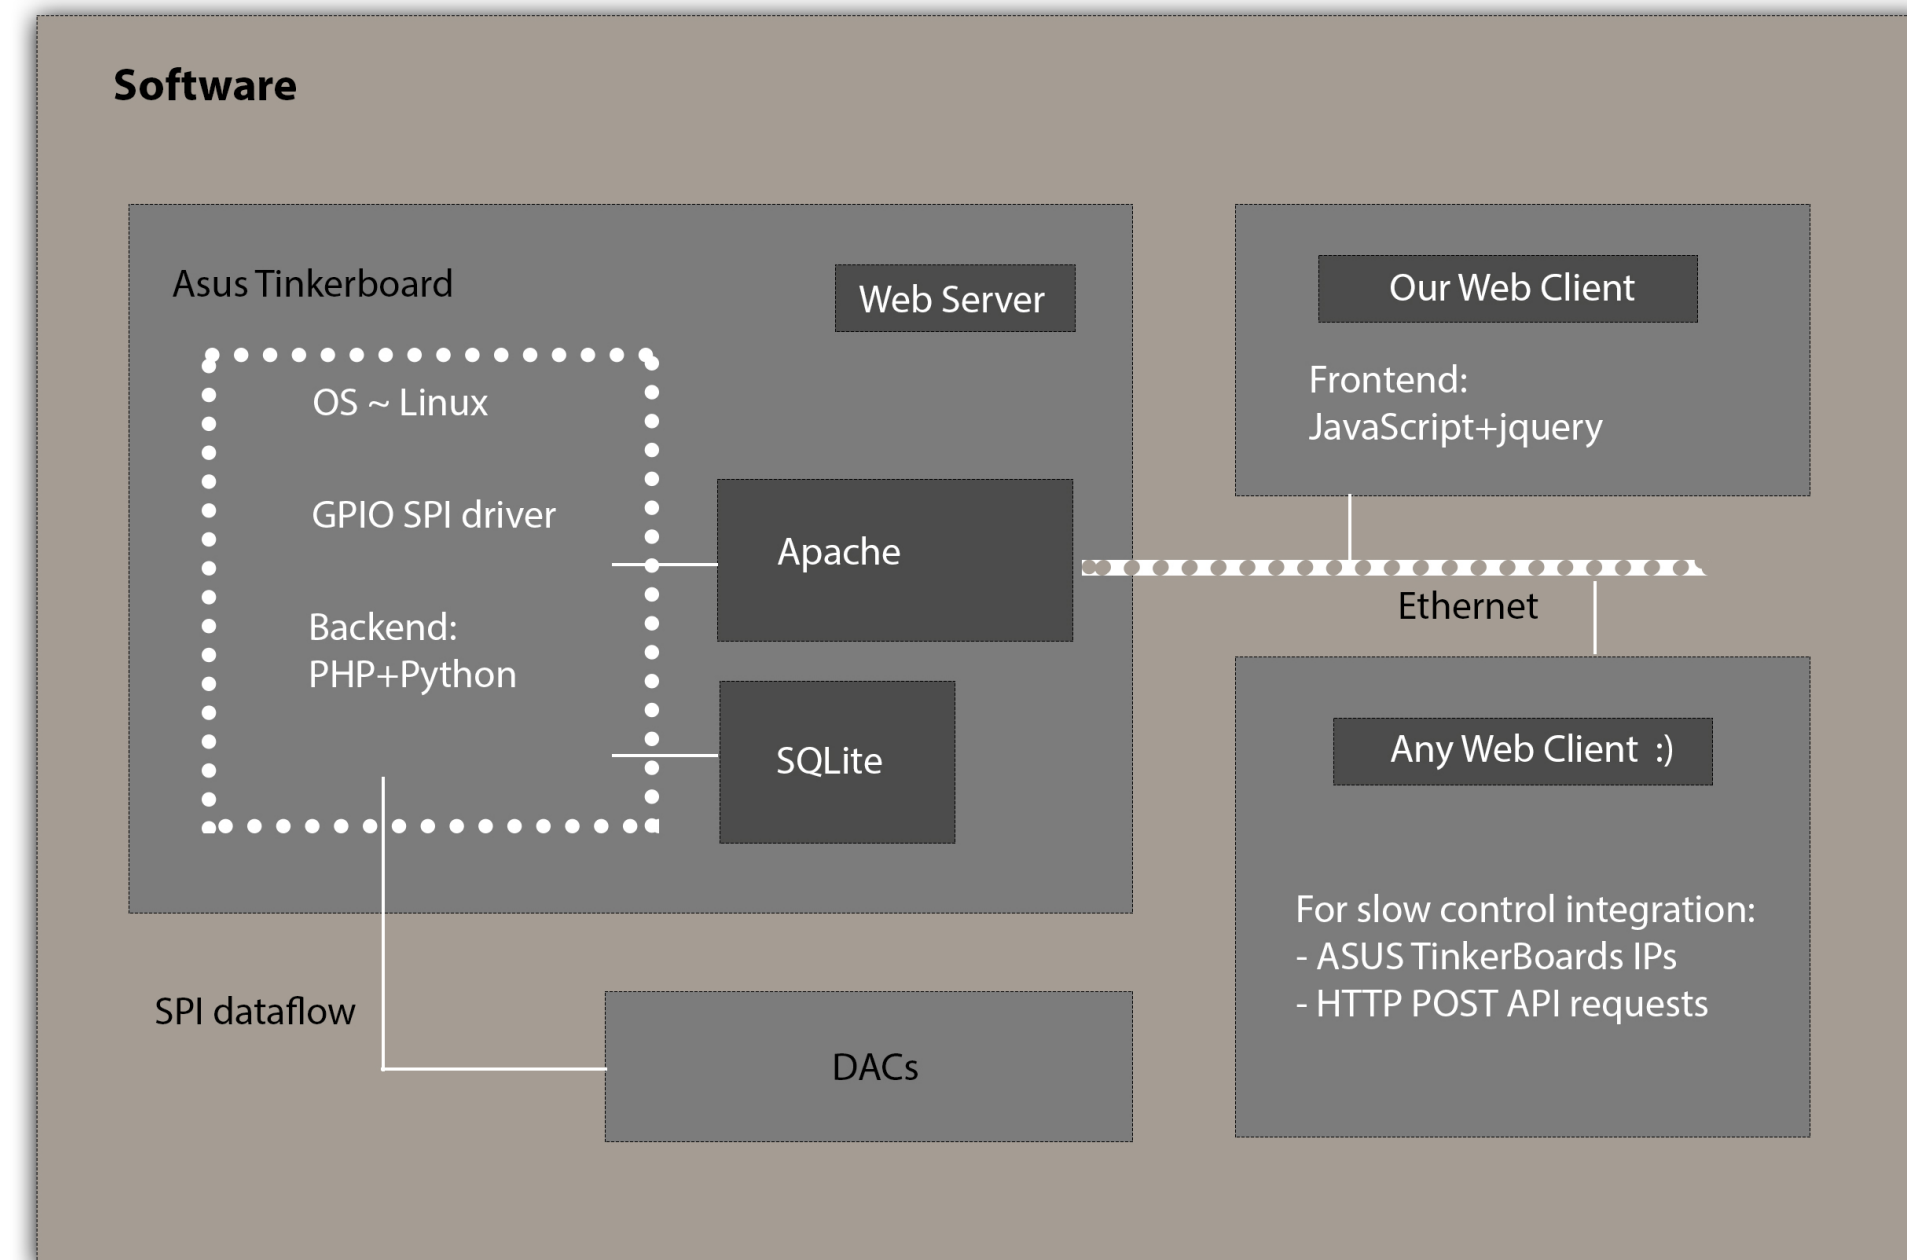 Software
Asus Tinkerboard
Web Server
OS ~ Linux
GPIO SPI driver
Backend:
PHP+Python
Apache
SQLite
Our Web Client
Frontend:
JavaScript+jquery
Ethernet
Any Web Client :)
For slow control integration:
- ASUS TinkerBoards IPs
- HTTP POST API requests
SPI dataflow
DACs